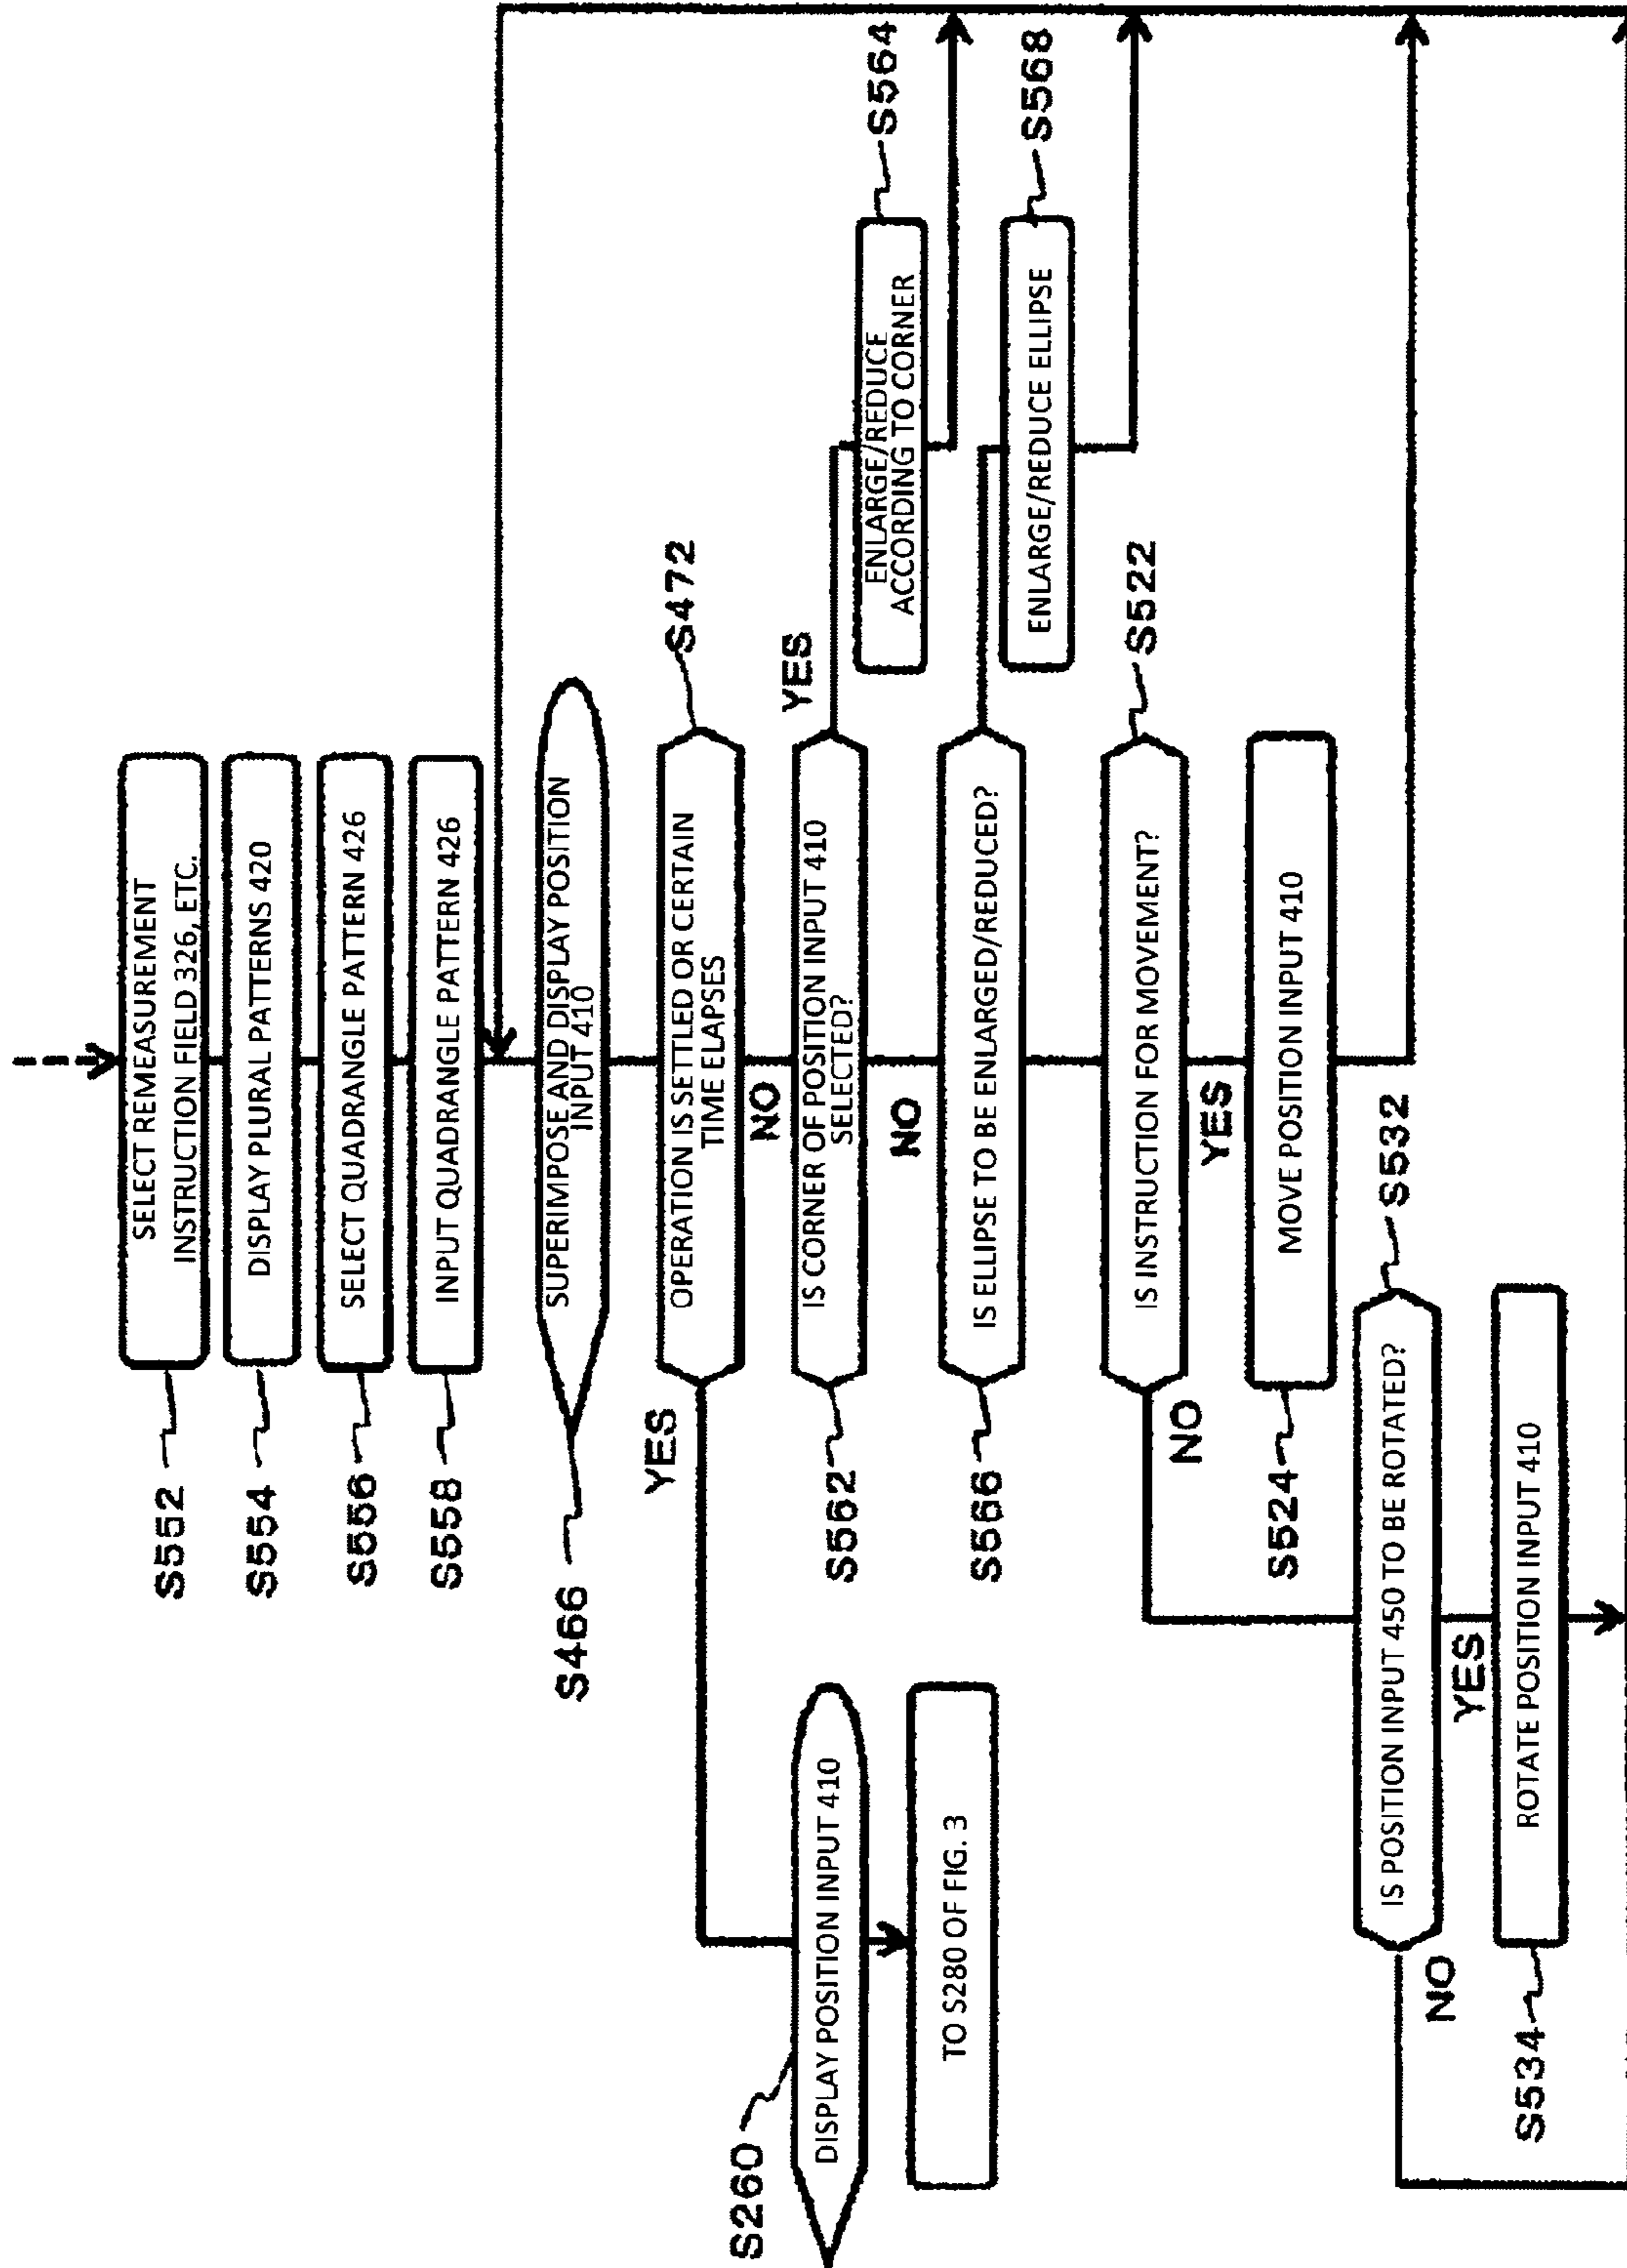 S552
SELECT REMEASUREMENT
INSTRUCTION FIELD 326, ETC.
S554
DISPLAY PLURAL PATTERNS 420
S556
SELECT QUADRANGLE PATTERN 426
S558
INPUT QUADRANGLE PATTERN 426
S466
SUPERIMPOSE AND DISPLAY POSITION
INPUT 410
S472
OPERATION IS SETTLED OR CERTAIN
TIME ELAPSES
YES
NO
S260
DISPLAY POSITION INPUT 410
TO S280 OF FIG. 3
S562
IS CORNER OF POSITION INPUT 410
SELECTED?
YES
NO
S564
ENLARGE/REDUCE
ACCORDING TO CORNER
S566
IS ELLIPSE TO BE ENLARGED/REDUCED?
S568
ENLARGE/REDUCE ELLIPSE
S522
IS INSTRUCTION FOR MOVEMENT?
NO
YES
S524
MOVE POSITION INPUT 410
S532
IS POSITION INPUT 450 TO BE ROTATED?
NO
YES
S534
ROTATE POSITION INPUT 410